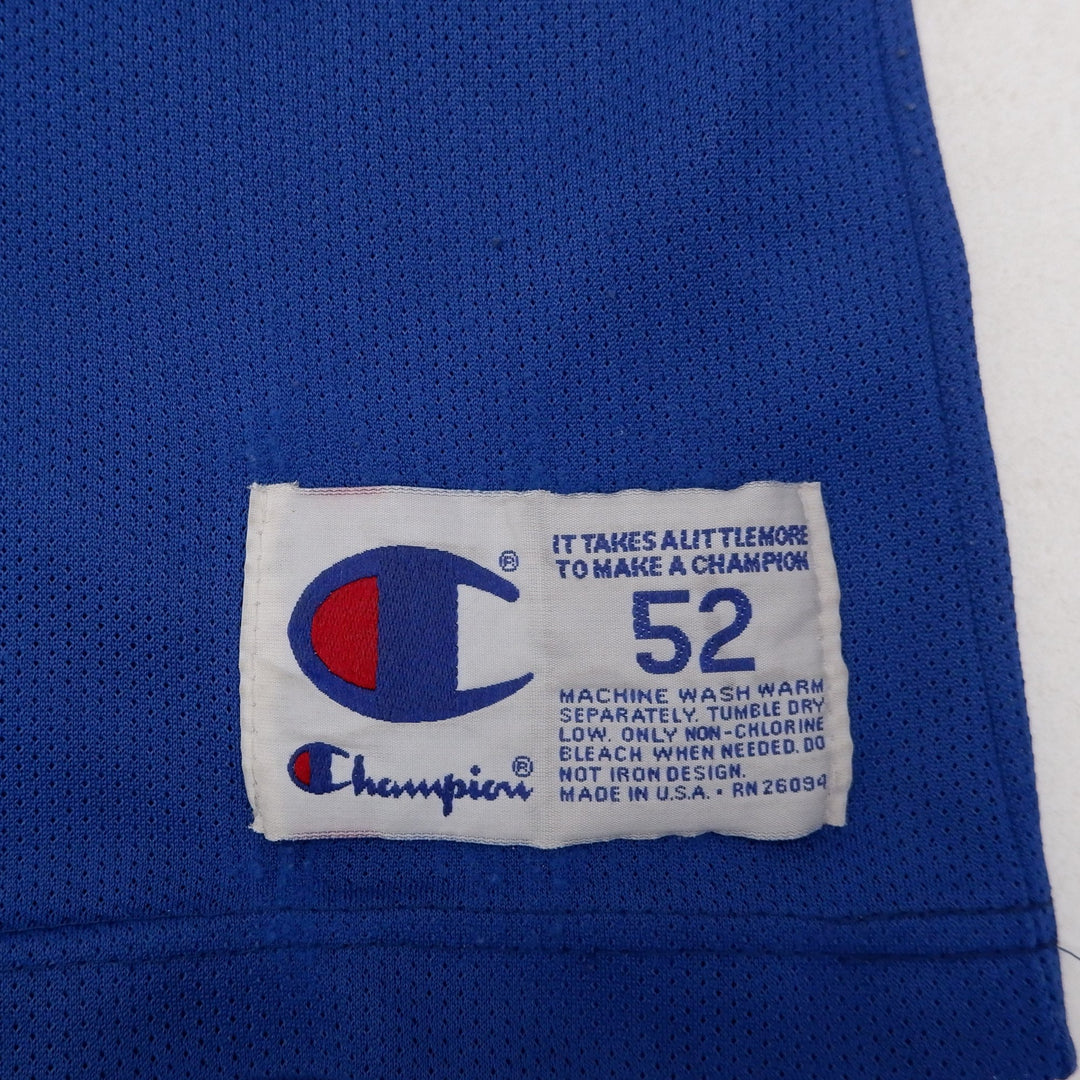 ®
Champion®
IT TAKES A LITTLE MORE
TO MAKE A CHAMPION
52
MACHINE WASH WARM
SEPARATELY. TUMBLE DRY
LOW. ONLY NON-CHLORINE
BLEACH WHEN NEEDED. DO
NOT IRON DESIGN.
MADE IN U.S.A. • RN 26094